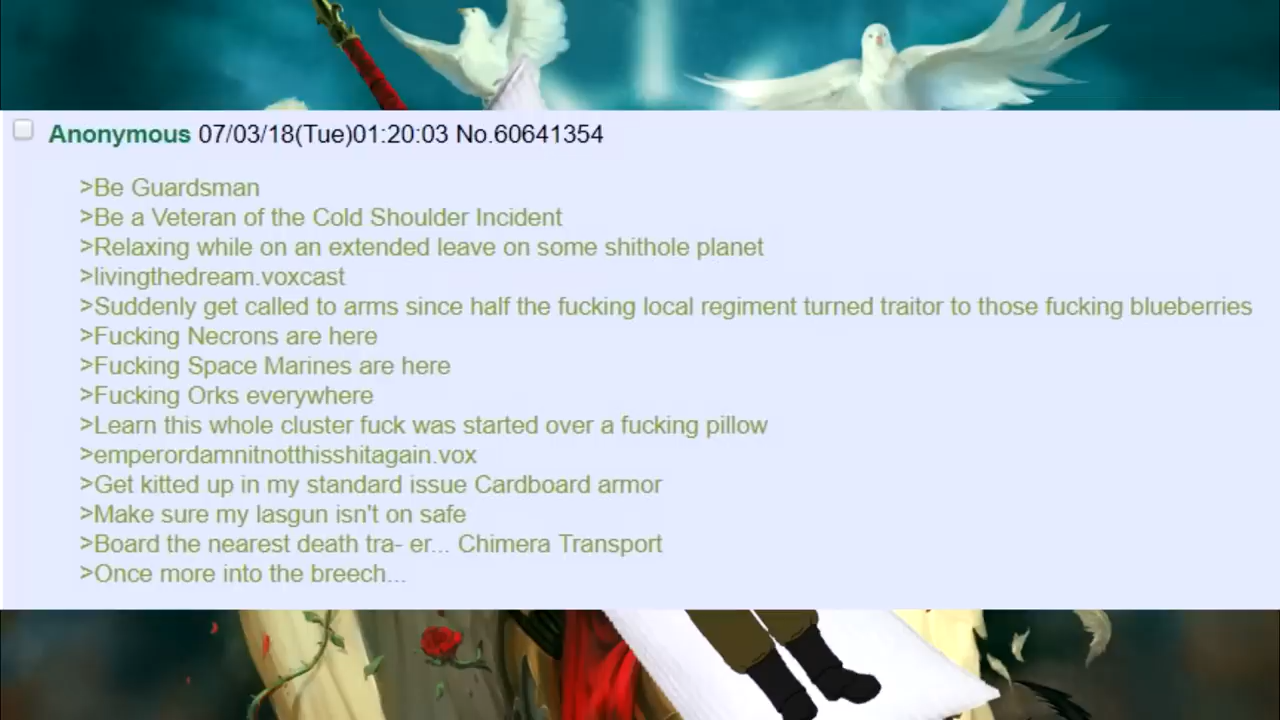 Anonymous 07/03/18(Tue)01:20:03 No.60641354
>Be Guardsman
>Be a Veteran of the Cold Shoulder Incident
>Relaxing while on an extended leave on some shithole planet
>livingthedream.voxcast
>Suddenly get called to arms since half the fucking local regiment turned traitor to those fucking blueberries
>Fucking Necrons are here
>Fucking Space Marines are here
>Fucking Orks everywhere
>Learn this whole cluster fuck was started over a fucking pillow
>emperordamnitnotthisshitagain.vox
>Get kitted up in my standard issue Cardboard armor
>Make sure my lasgun isn't on safe
>Board the nearest death tra- er... Chimera Transport
>Once more into the breech...